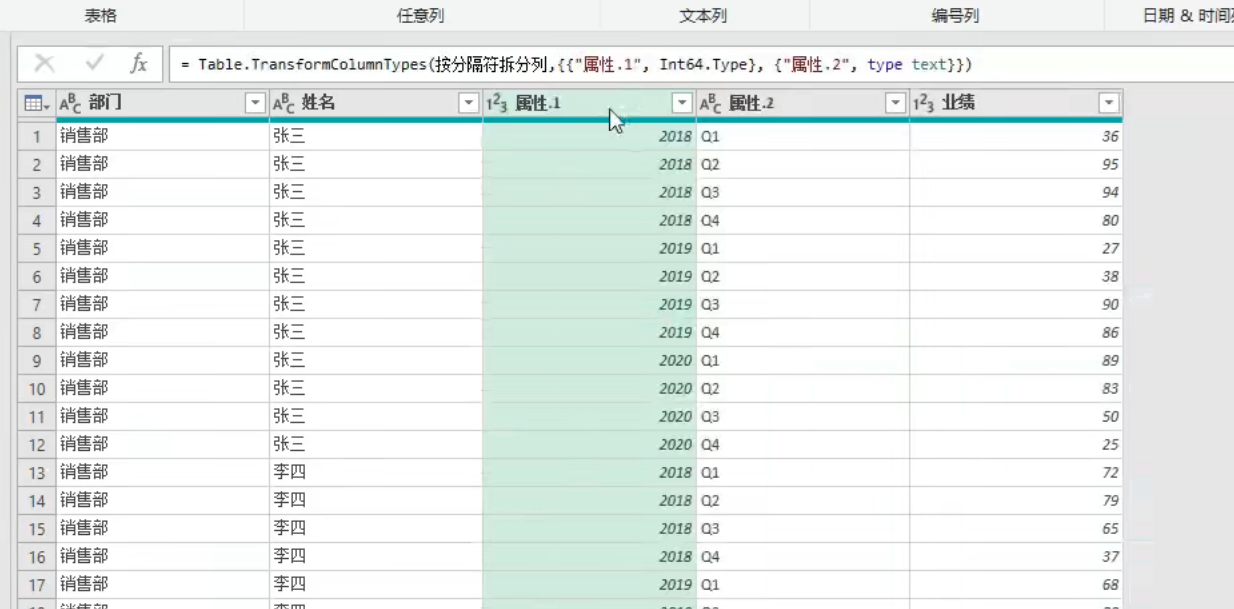 表格 任意列 文本列 编号列 日期 & 时间
fx = Table.TransformColumnTypes(按分隔符拆分列,{{"属性.1", Int64.Type}, {"属性.2", type text}})
ABC 部门 ABC 姓名 123 属性.1 ABC 属性.2 123 业绩
1 销售部 张三 2018 Q1 36
2 销售部 张三 2018 Q2 95
3 销售部 张三 2018 Q3 94
4 销售部 张三 2018 Q4 80
5 销售部 张三 2019 Q1 27
6 销售部 张三 2019 Q2 38
7 销售部 张三 2019 Q3 90
8 销售部 张三 2019 Q4 86
9 销售部 张三 2020 Q1 89
10 销售部 张三 2020 Q2 83
11 销售部 张三 2020 Q3 50
12 销售部 张三 2020 Q4 25
13 销售部 李四 2018 Q1 72
14 销售部 李四 2018 Q2 79
15 销售部 李四 2018 Q3 65
16 销售部 李四 2018 Q4 37
17 销售部 李四 2019 Q1 68